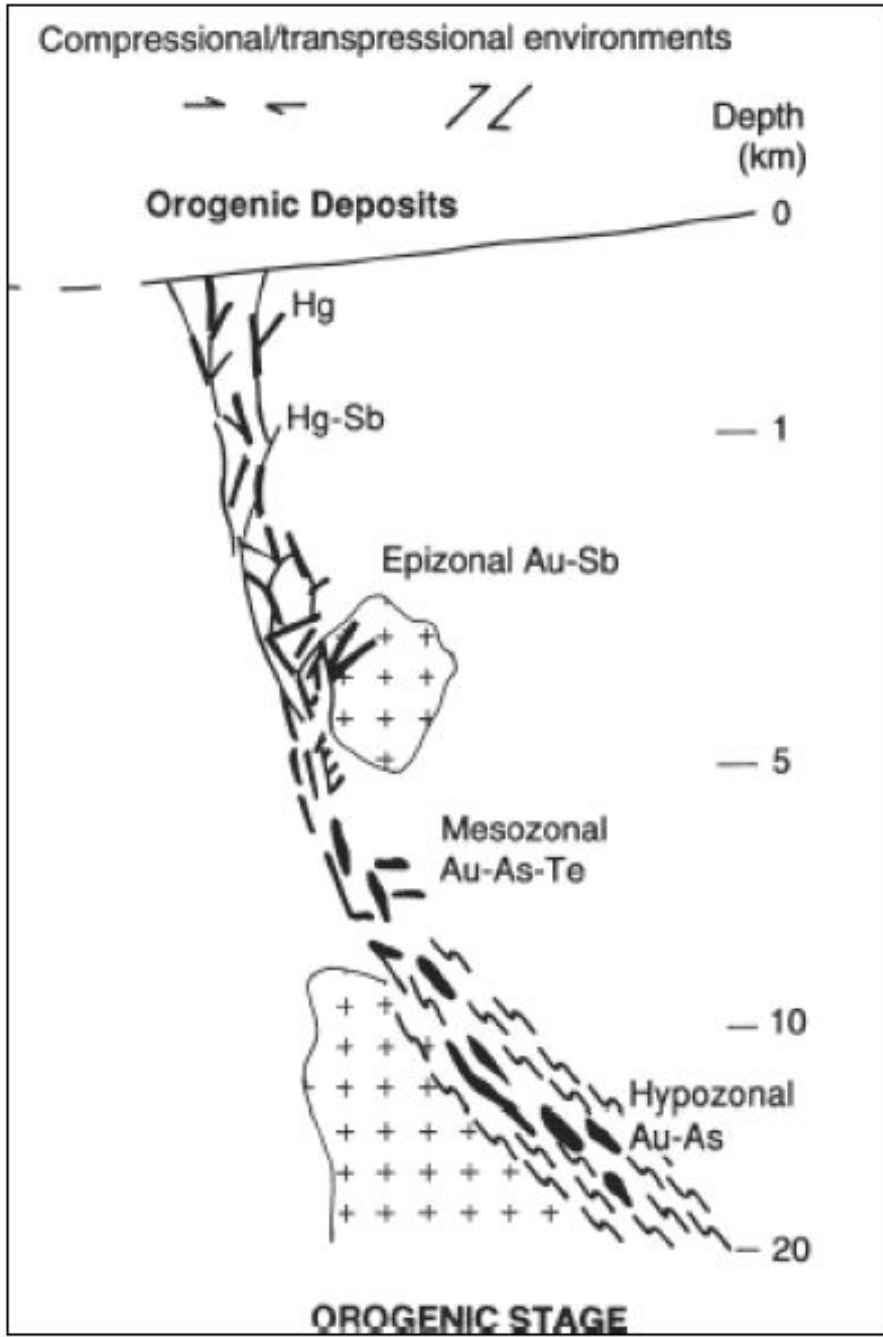 Compressional/transpressional environments
Depth
(km)
Orogenic Deposits
0
Hg
Hg-Sb
1
Epizonal Au-Sb
5
Mesozonal
Au-As-Te
10
Hypozonal
Au-As
20
OROGENIC STAGE